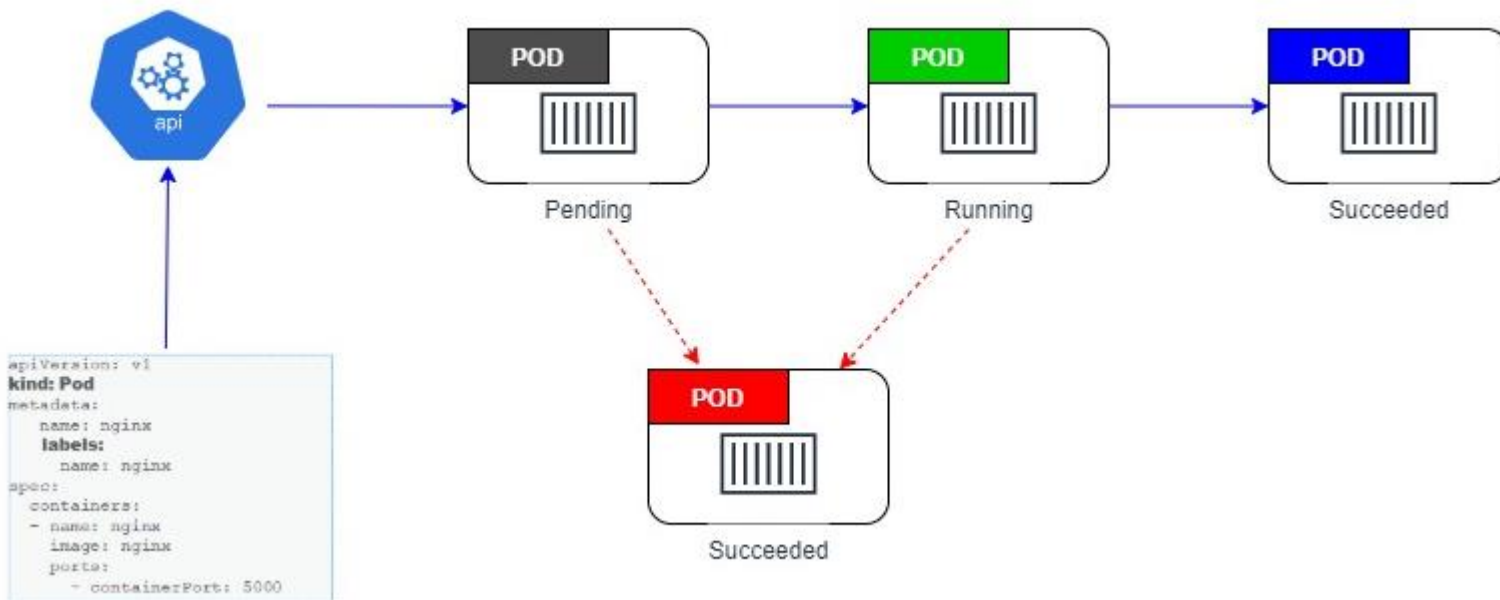 api
POD
Pending
POD
Running
POD
Succeeded
POD
Succeeded
apiVersion: v1
kind: Pod
metadata:
name: nginx
labels:
name: nginx
spec:
containers:
- name: nginx
image: nginx
ports:
- containerPort: 5000